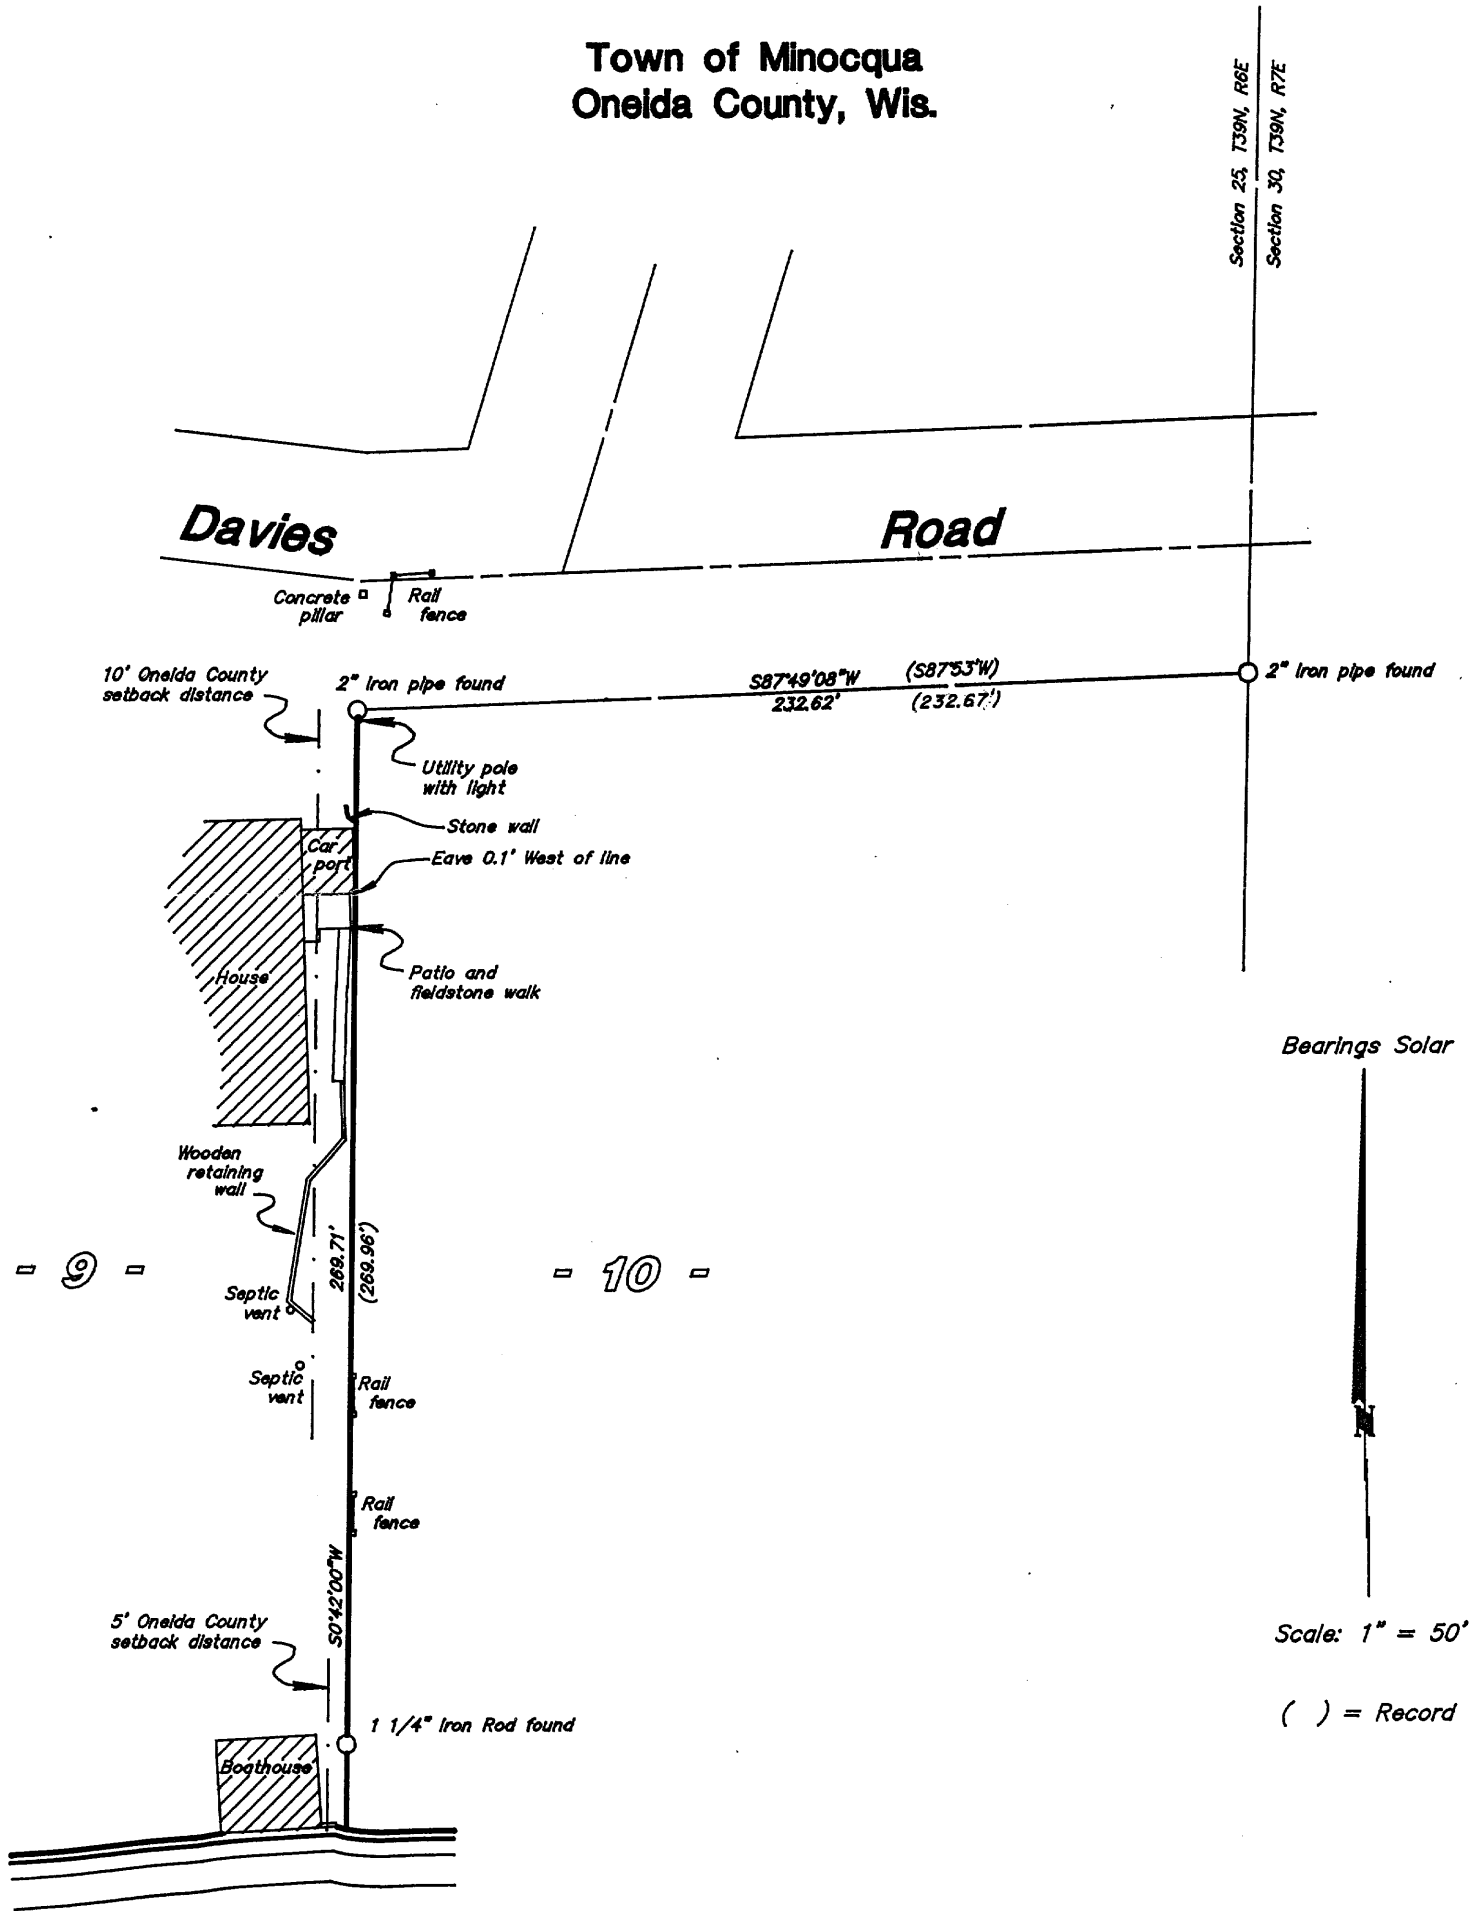 Town of Minocqua
Oneida County, Wis.
Section 25, T39N, R6E
Section 30, T39N, R7E
Davies Road
Concrete
pillar
Rail
fence
10' Oneida County
setback distance
2" Iron pipe found
S87°49'08"W (S87°53'W)
232.62' (232.67')
2" Iron pipe found
Utility pole
with light
Stone wall
Car
port
Eave 0.1' West of line
House
Patio and
fieldstone walk
Bearings Solar
Wooden
retaining
wall
269.71'
(269.96')
- 9 -
- 10 -
Septic
vent
Septic
vent
Rail
fence
N
Rail
fence
S0°42'00"W
5' Oneida County
setback distance
Scale: 1" = 50'
1 1/4" Iron Rod found
( ) = Record
Boathouse